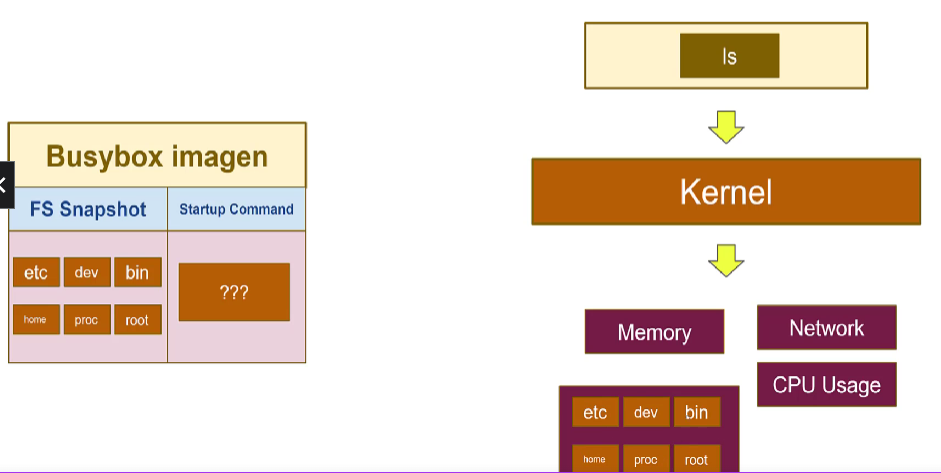 Busybox imagen
FS Snapshot
Startup Command
etc
dev
bin
???
home
proc
root
ls
Kernel
Memory
Network
CPU Usage
etc
dev
bin
home
proc
root